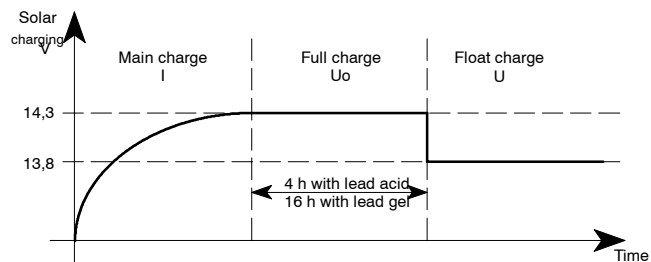 Solar
charging
V
Main charge
I
Full charge
Uo
Float charge
U
14,3
13,8
4 h with lead acid
16 h with lead gel
Time